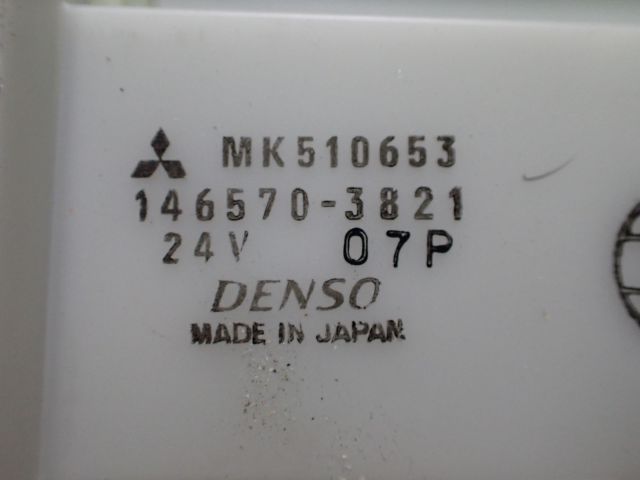 MK510653
146570-3821
24V 07P
DENSO
MADE IN JAPAN